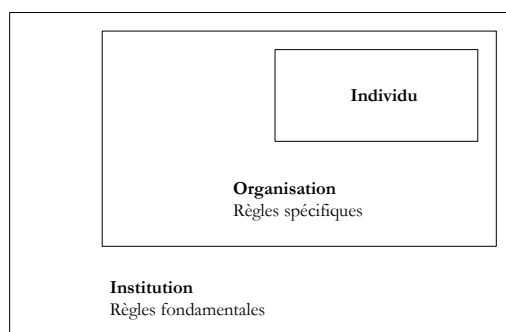 Individu
Organisation
Règles spécifiques
Institution
Règles fondamentales